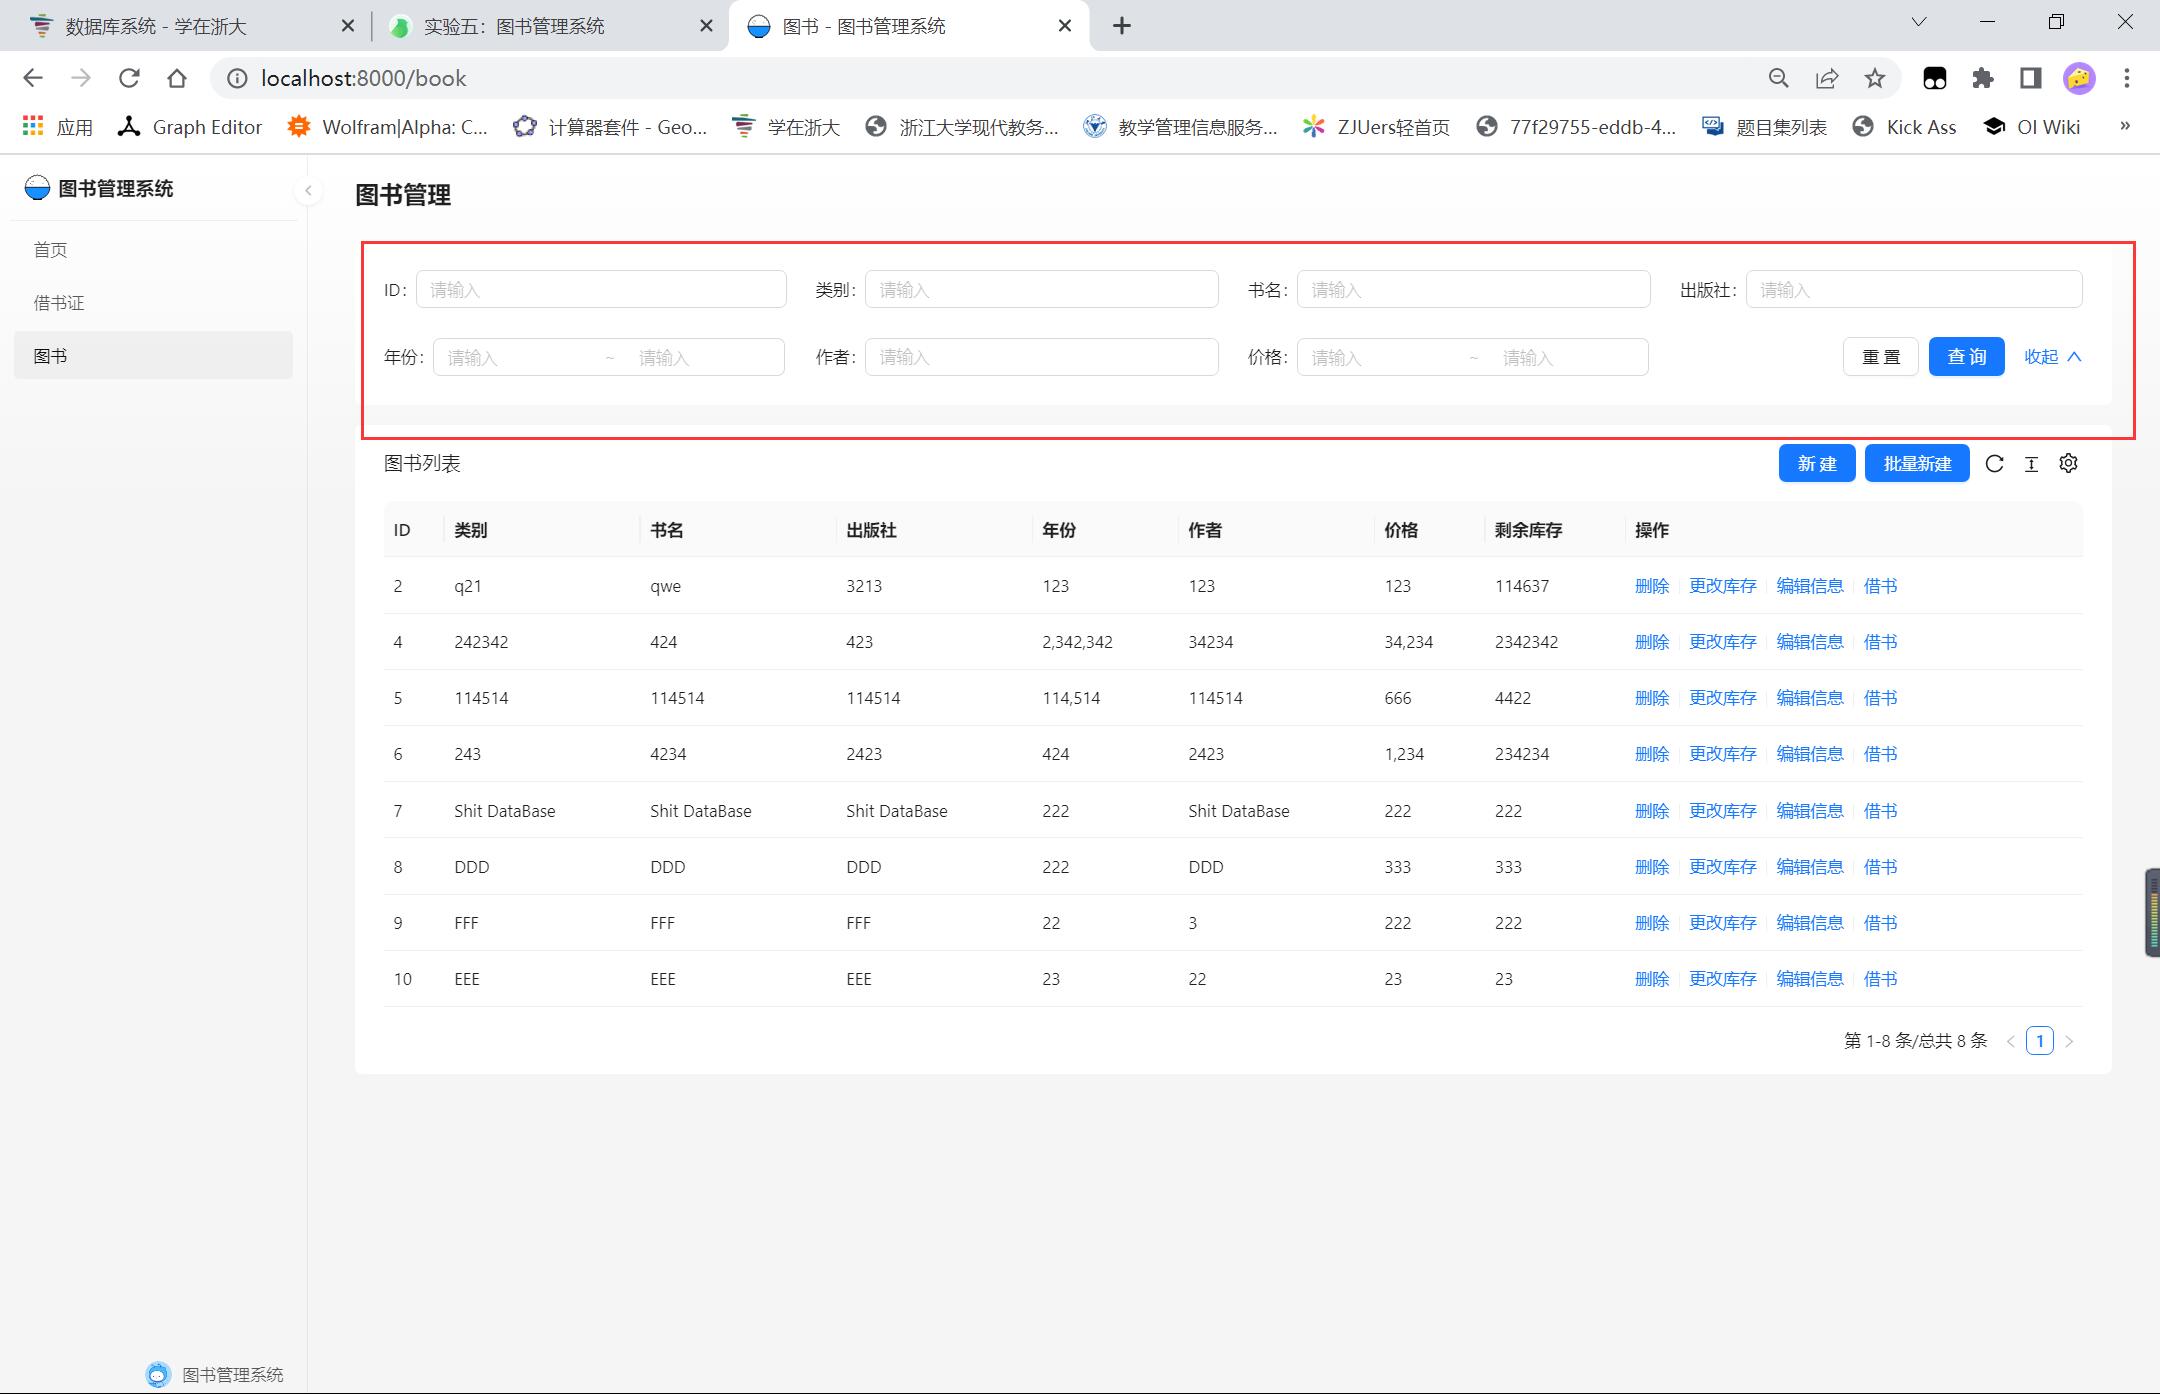 数据库系统 - 学在浙大
实验五：图书管理系统
图书 - 图书管理系统
localhost:8000/book
应用
Graph Editor
Wolfram|Alpha: C...
计算器套件 - Geo...
学在浙大
浙江大学现代教务...
教学管理信息服务...
ZJUers轻首页
77f29755-eddb-4...
题目集列表
Kick Ass
OI Wiki
»
图书管理系统
首页
借书证
图书
图书管理
ID： 请输入 类别： 请输入 书名： 请输入 出版社： 请输入
年份： 请输入 ~ 请输入 作者： 请输入 价格： 请输入 ~ 请输入 重 置 查 询 收起
图书列表 新 建 批量新建
ID 类别 书名 出版社 年份 作者 价格 剩余库存 操作
2 q21 qwe 3213 123 123 123 114637 删除 更改库存 编辑信息 借书
4 242342 424 423 2,342,342 34234 34,234 2342342 删除 更改库存 编辑信息 借书
5 114514 114514 114514 114,514 114514 666 4422 删除 更改库存 编辑信息 借书
6 243 4234 2423 424 2423 1,234 234234 删除 更改库存 编辑信息 借书
7 Shit DataBase Shit DataBase Shit DataBase 222 Shit DataBase 222 222 删除 更改库存 编辑信息 借书
8 DDD DDD DDD 222 DDD 333 333 删除 更改库存 编辑信息 借书
9 FFF FFF FFF 22 3 222 222 删除 更改库存 编辑信息 借书
10 EEE EEE EEE 23 22 23 23 删除 更改库存 编辑信息 借书
第 1-8 条/总共 8 条 < 1 >
图书管理系统